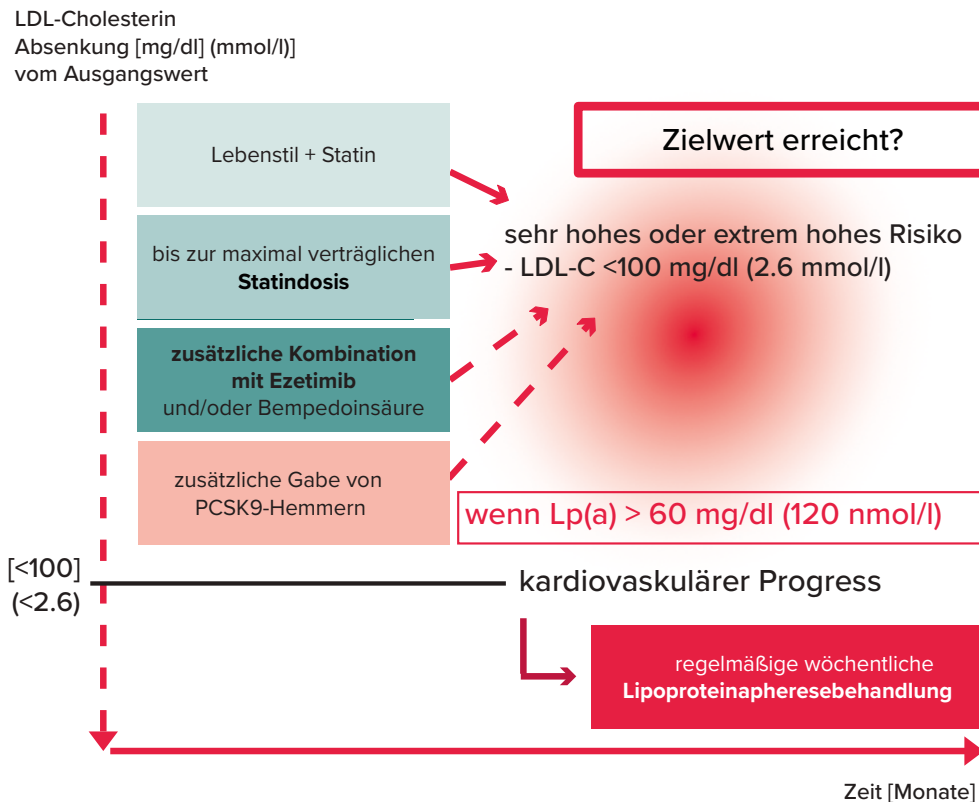 LDL-Cholesterin
Absenkung [mg/dl] (mmol/l)]
vom Ausgangswert
Lebenstil + Statin
Zielwert erreicht?
bis zur maximal verträglichen
Statindosis
sehr hohes oder extrem hohes Risiko
- LDL-C <100 mg/dl (2.6 mmol/l)
zusätzliche Kombination
mit Ezetimib
und/oder Bempedoinsäure
zusätzliche Gabe von
PCSK9-Hemmern
wenn Lp(a) > 60 mg/dl (120 nmol/l)
[<100]
(<2.6)
kardiovaskulärer Progress
regelmäßige wöchentliche
Lipoproteinapheresebehandlung
Zeit [Monate]